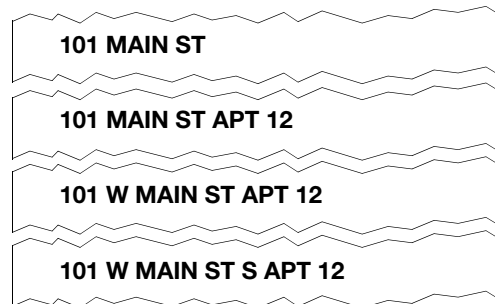 101 MAIN ST
101 MAIN ST APT 12
101 W MAIN ST APT 12
101 W MAIN ST S APT 12